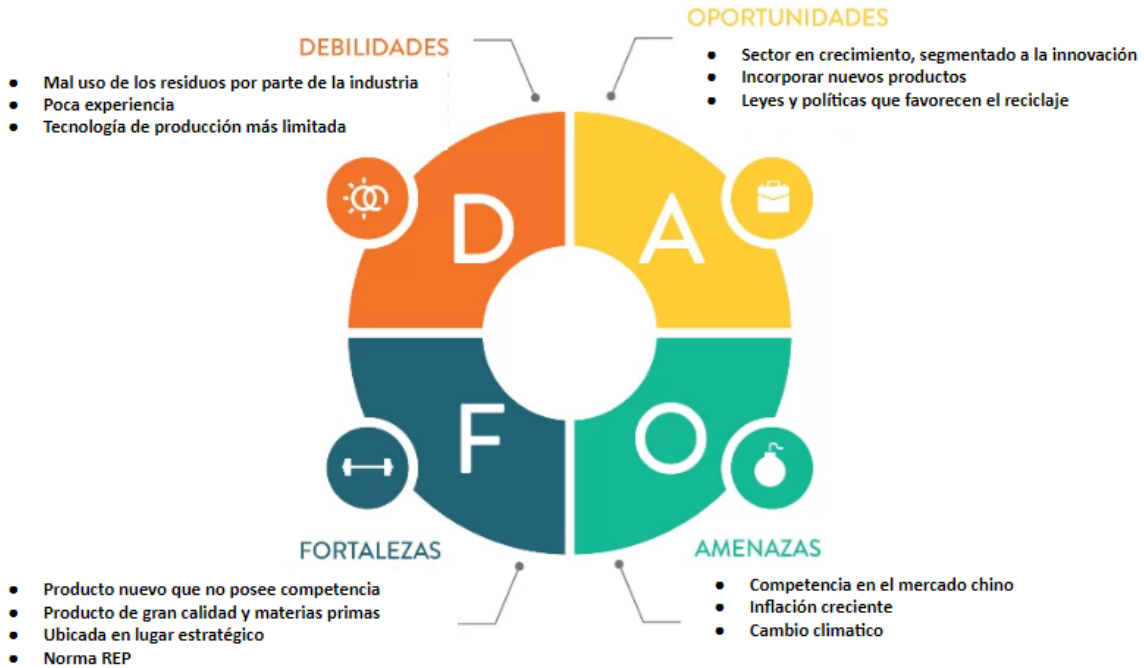 DEBILIDADES
● Mal uso de los residuos por parte de la industria
● Poca experiencia
● Tecnología de producción más limitada
OPORTUNIDADES
● Sector en crecimiento, segmentado a la innovación
● Incorporar nuevos productos
● Leyes y políticas que favorecen el reciclaje
D
A
F
O
FORTALEZAS
● Producto nuevo que no posee competencia
● Producto de gran calidad y materias primas
● Ubicada en lugar estratégico
● Norma REP
AMENAZAS
● Competencia en el mercado chino
● Inflación creciente
● Cambio climatico